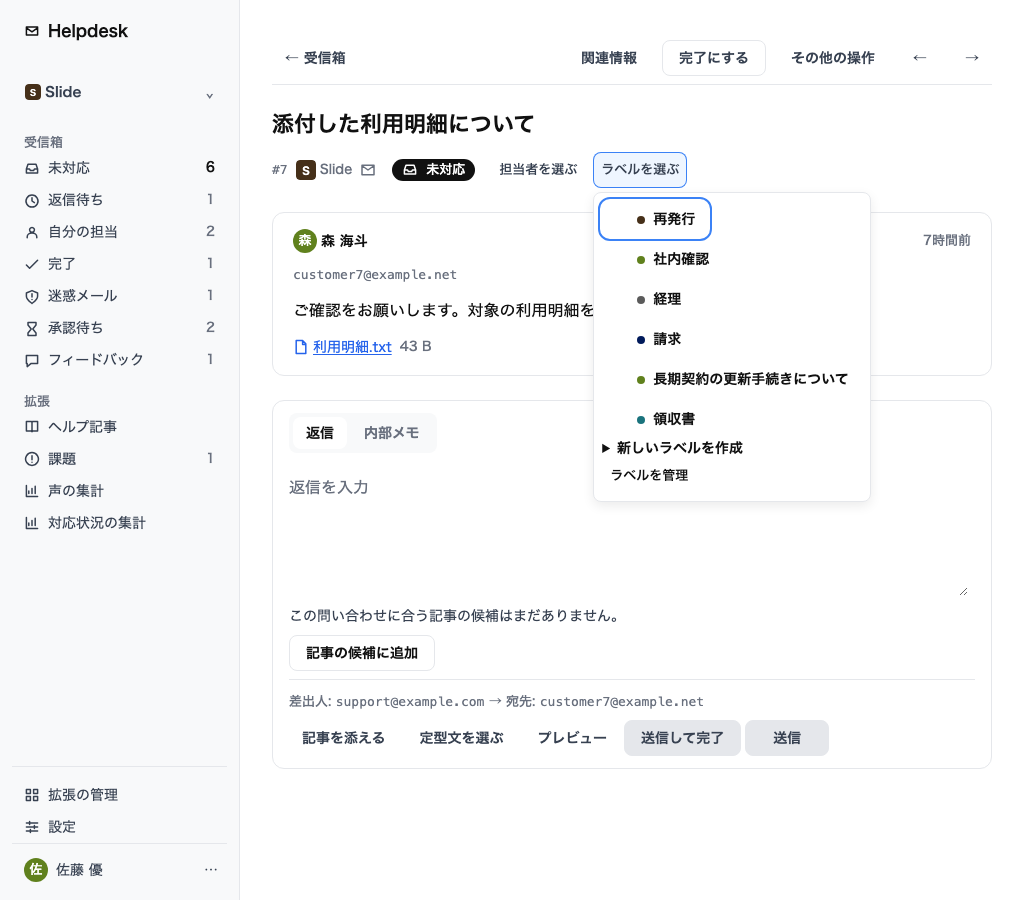 Helpdesk
S Slide
受信箱
未対応 6
返信待ち 1
自分の担当 2
完了 1
迷惑メール 1
承認待ち 2
フィードバック 1
拡張
ヘルプ記事
課題 1
声の集計
対応状況の集計
拡張の管理
設定
佐 佐藤 優 …
← 受信箱 関連情報 完了にする その他の操作 ← →
添付した利用明細について
#7 S Slide 未対応 担当者を選ぶ ラベルを選ぶ
再発行
社内確認
経理
請求
長期契約の更新手続きについて
領収書
▶ 新しいラベルを作成
ラベルを管理
森 森 海斗 7時間前
customer7@example.net
ご確認をお願いします。対象の利用明細を
利用明細.txt 43 B
返信 内部メモ
返信を入力
この問い合わせに合う記事の候補はまだありません。
記事の候補に追加
差出人: support@example.com → 宛先: customer7@example.net
記事を添える 定型文を選ぶ プレビュー 送信して完了 送信